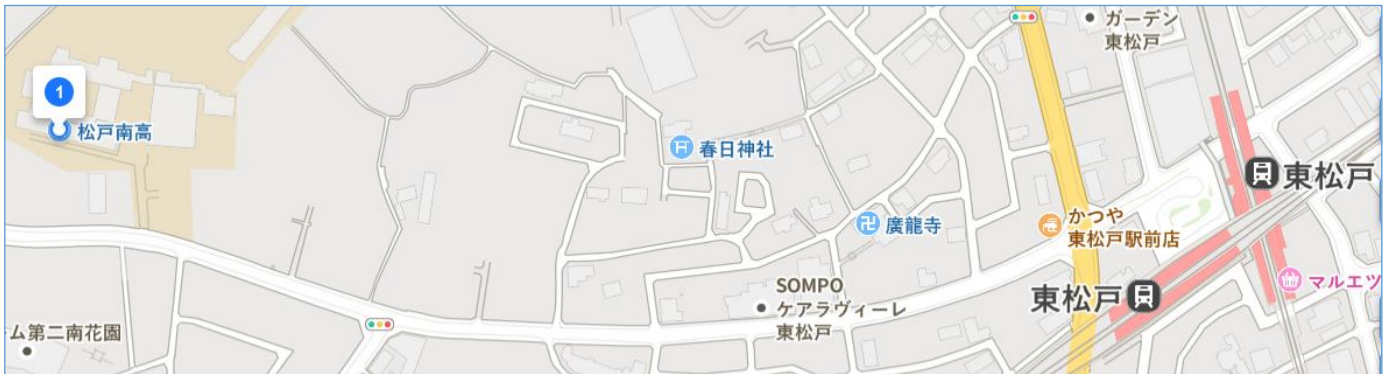 ガーデン
東松戸
1
松戸南高
春日神社
東松戸
かつや
東松戸駅前店
廣龍寺
マルエツ
SOMPO
ケアラヴィーレ
東松戸
東松戸
ム第二南花園